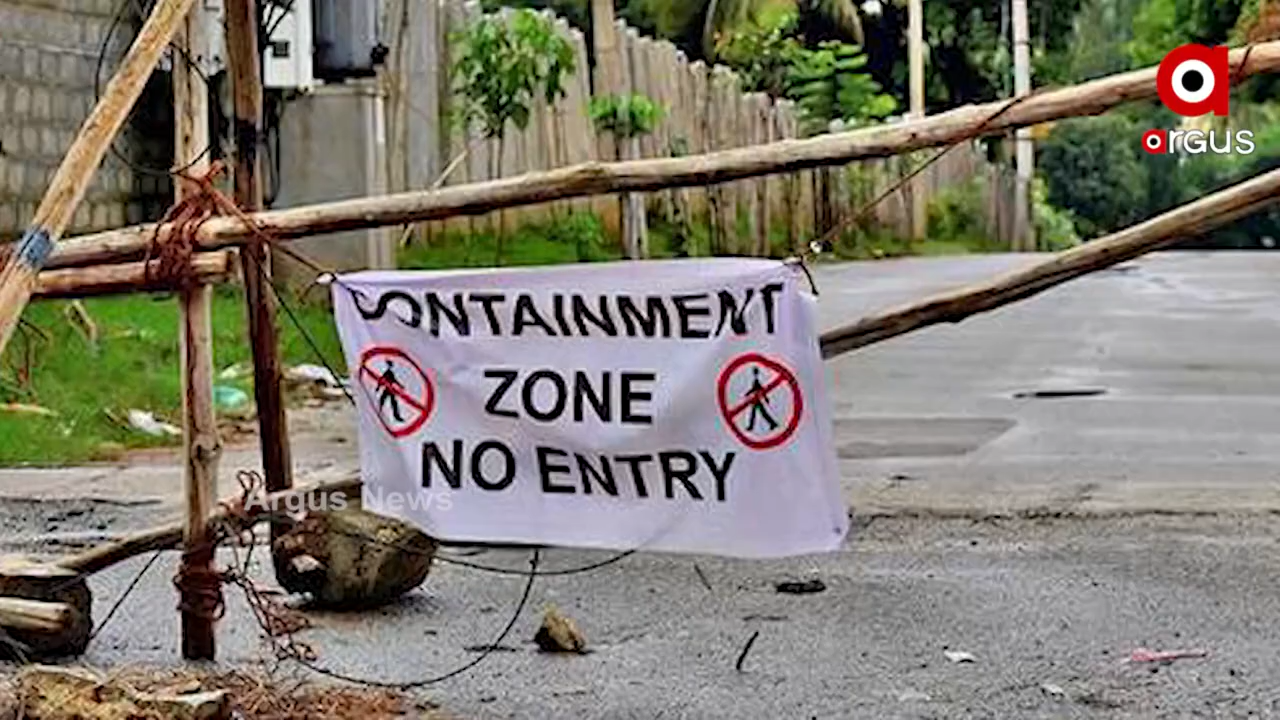 argus
CONTAINMENT
ZONE
NO ENTRY
Argus News